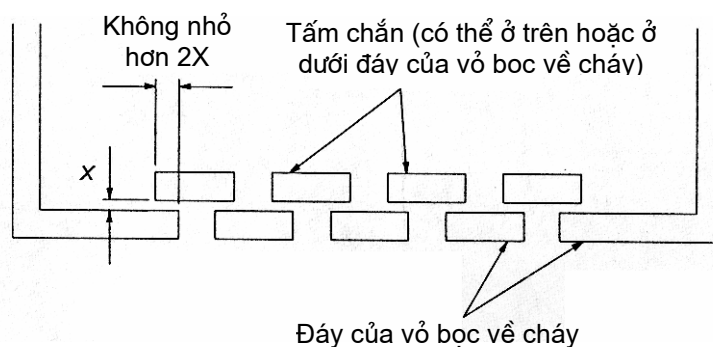 Không nhỏ
hơn 2X
Tấm chắn (có thể ở trên hoặc ở
dưới đáy của vỏ boc về cháy)
x
Đáy của vỏ bọc về cháy